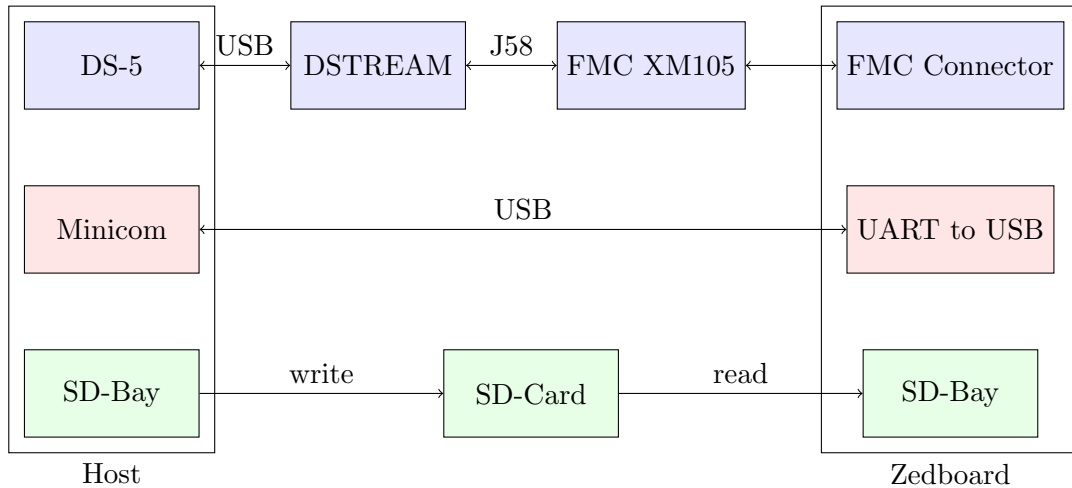 USB
J58
DS-5
DSTREAM
FMC XM105
FMC Connector
USB
Minicom
UART to USB
write
read
SD-Bay
SD-Card
SD-Bay
Host
Zedboard